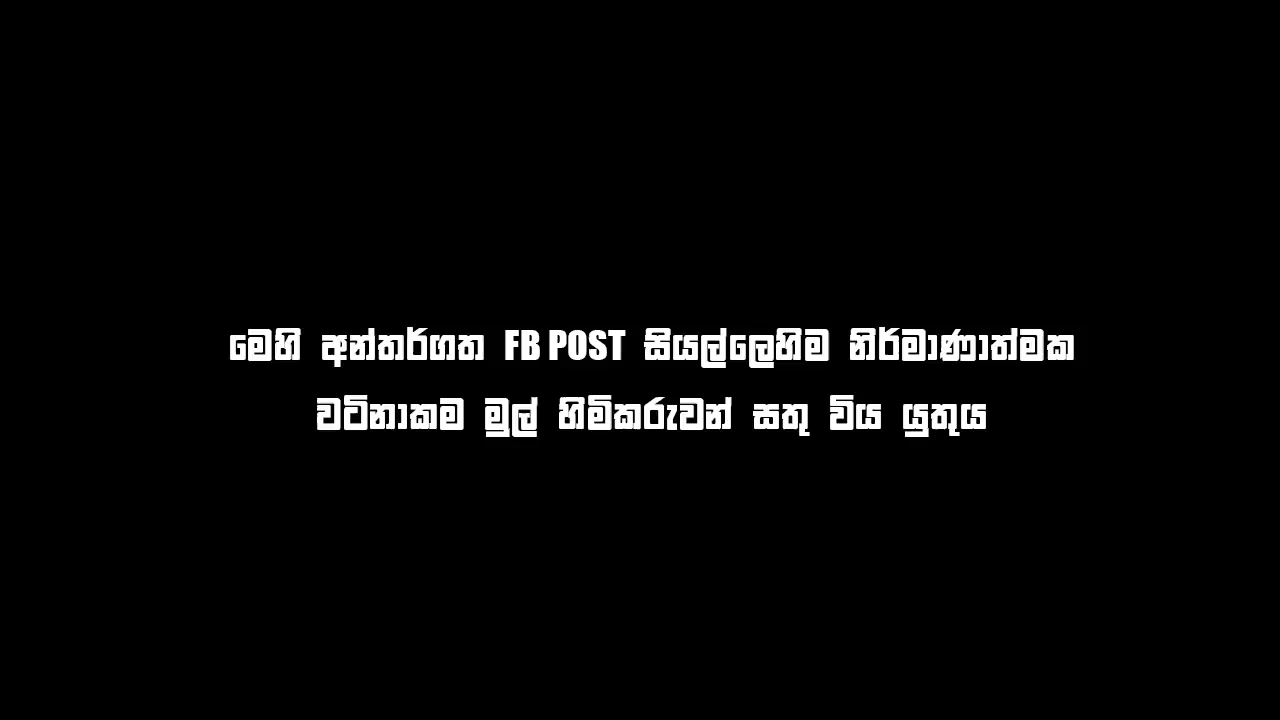 මෙහි අන්තර්ගත FB POST සියල්ලෙහිම නිර්මාණාත්මක
වටිනාකම මුල් හිමිකරුවන් සතු විය යුතුය